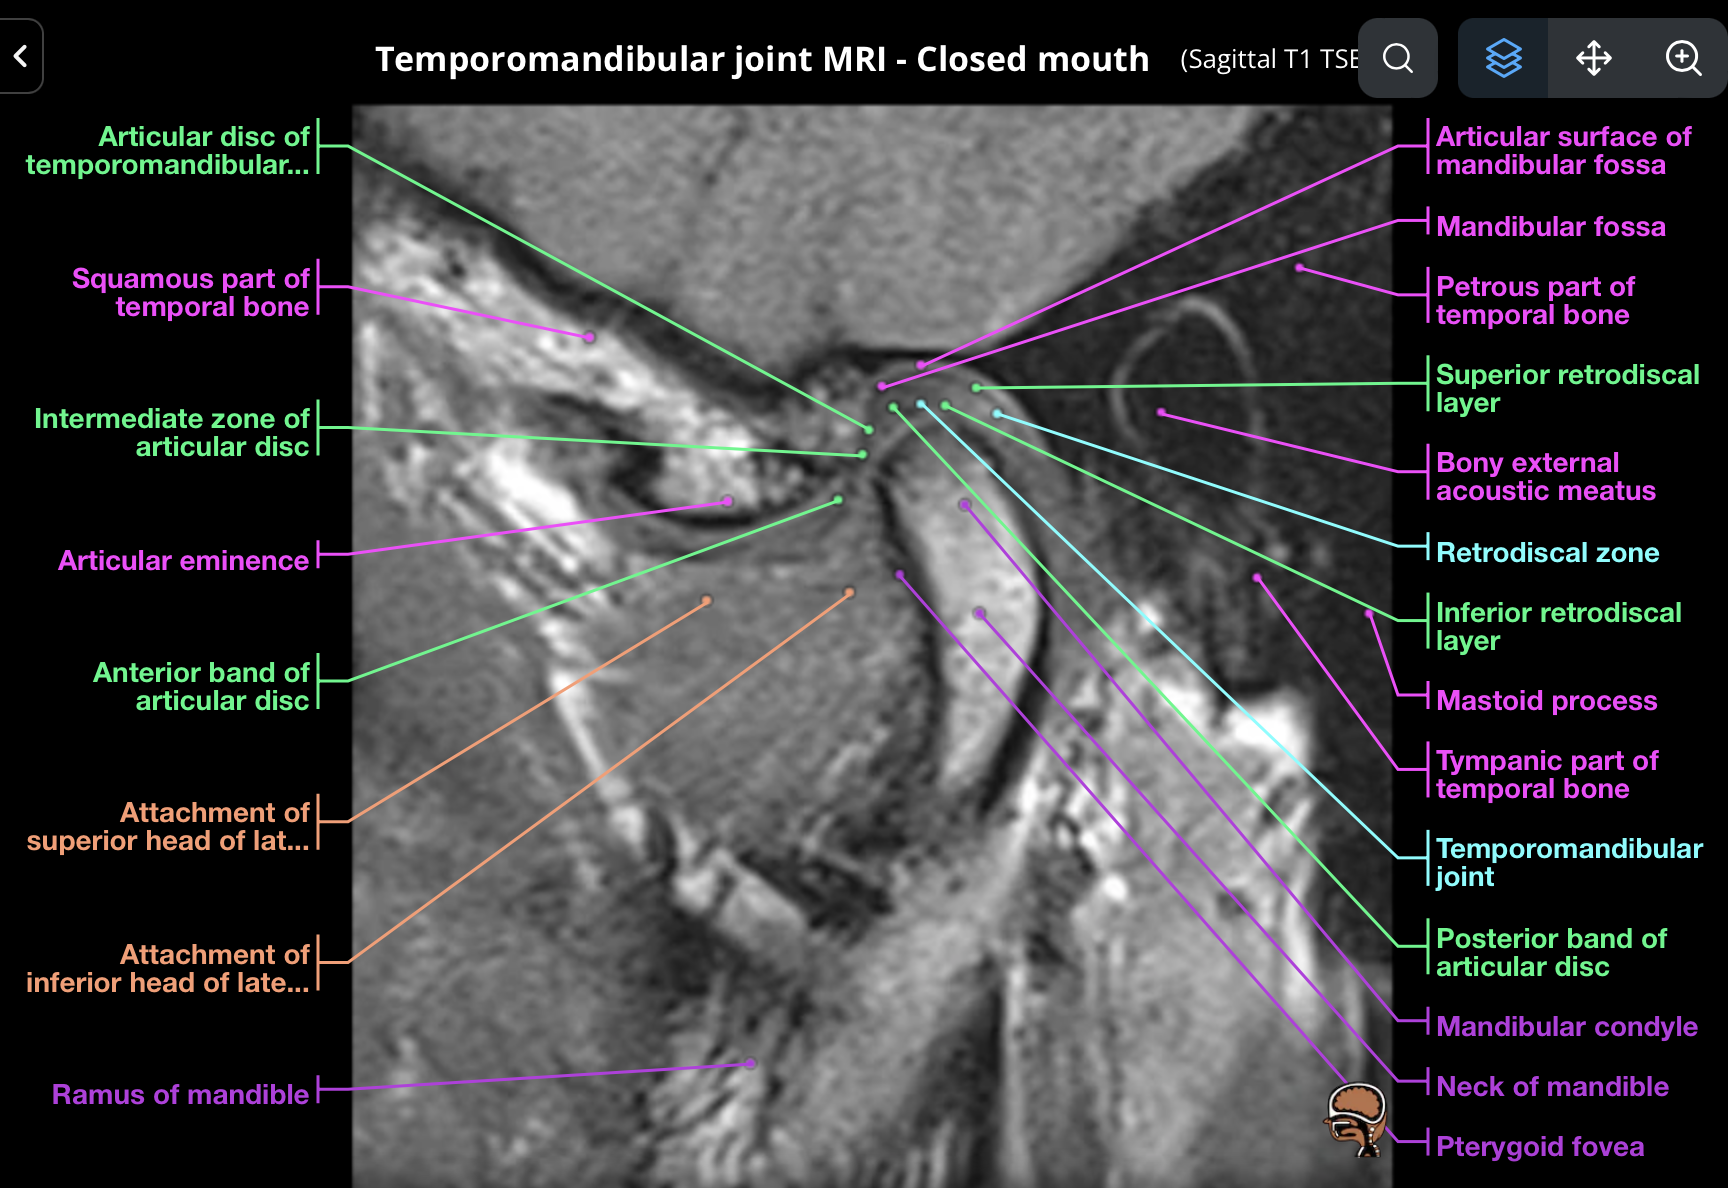 Temporomandibular joint MRI - Closed mouth (Sagittal T1 TSE
Articular disc of
temporomandibular...
Squamous part of
temporal bone
Intermediate zone of
articular disc
Articular eminence
Anterior band of
articular disc
Attachment of
superior head of lat...
Attachment of
inferior head of late...
Ramus of mandible
Articular surface of
mandibular fossa
Mandibular fossa
Petrous part of
temporal bone
Superior retrodiscal
layer
Bony external
acoustic meatus
Retrodiscal zone
Inferior retrodiscal
layer
Mastoid process
Tympanic part of
temporal bone
Temporomandibular
joint
Posterior band of
articular disc
Mandibular condyle
Neck of mandible
Pterygoid fovea